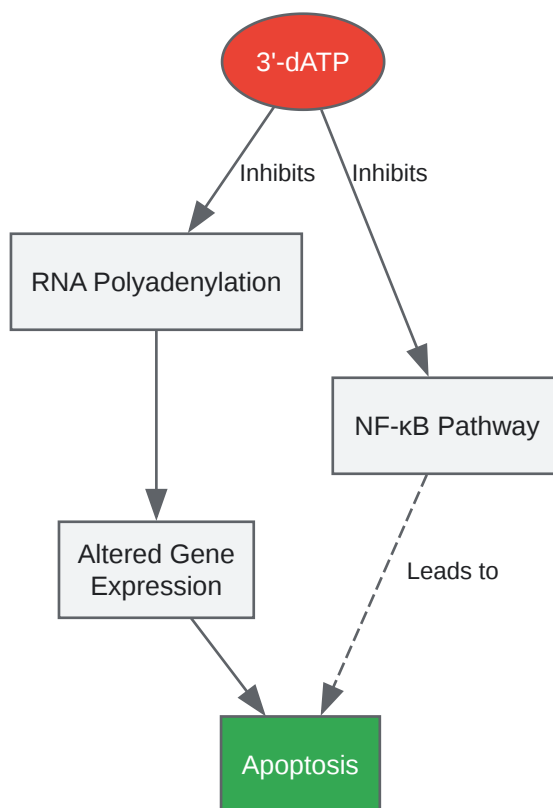 3'-dATP
Inhibits
Inhibits
RNA Polyadenylation
NF-κB Pathway
Altered Gene
Expression
Leads to
Apoptosis